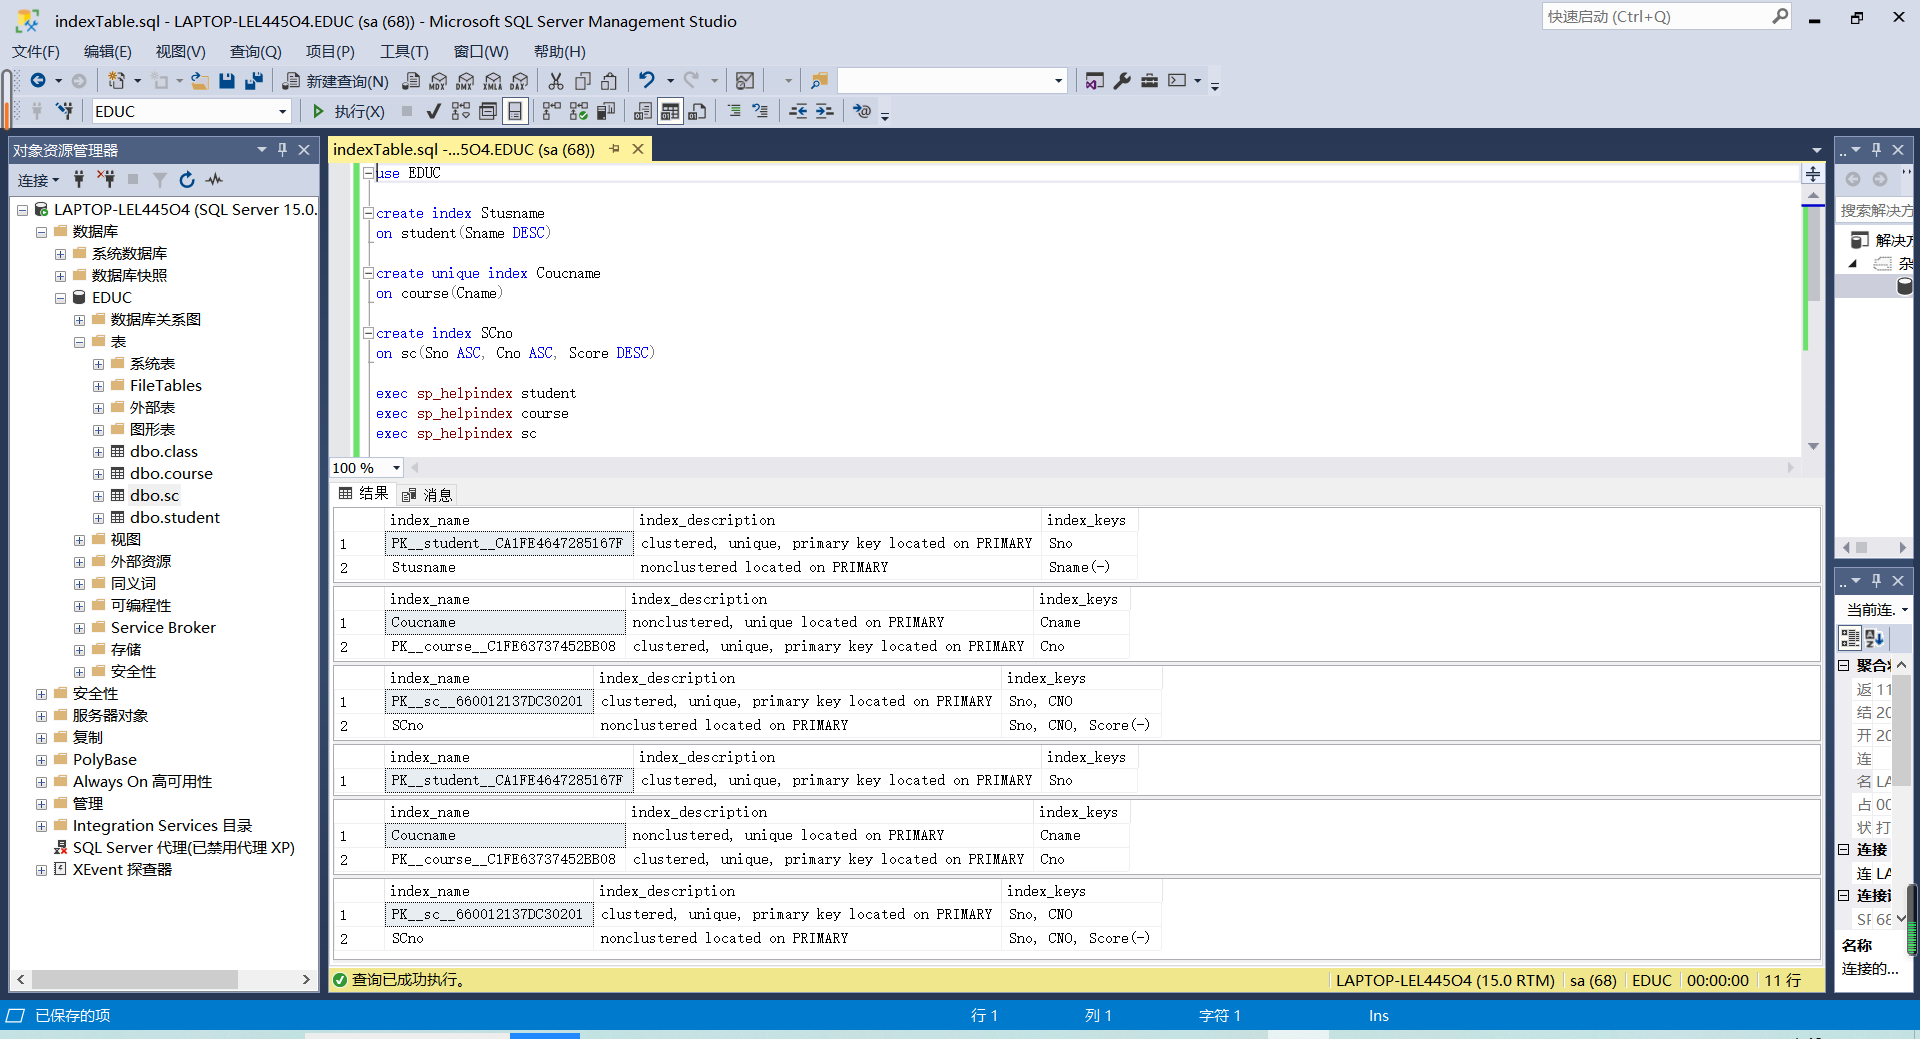 indexTable.sql - LAPTOP-LEL445O4.EDUC (sa (68)) - Microsoft SQL Server Management Studio
快速启动 (Ctrl+Q)
文件(F) 编辑(E) 视图(V) 查询(Q) 项目(P) 工具(T) 窗口(W) 帮助(H)
新建查询(N) MDX DMX XMLA DAX
EDUC 执行(X)
对象资源管理器
连接
LAPTOP-LEL445O4 (SQL Server 15.0.
数据库
系统数据库
数据库快照
EDUC
数据库关系图
表
系统表
FileTables
外部表
图形表
dbo.class
dbo.course
dbo.sc
dbo.student
视图
外部资源
同义词
可编程性
Service Broker
存储
安全性
安全性
服务器对象
复制
PolyBase
Always On 高可用性
管理
Integration Services 目录
SQL Server 代理(已禁用代理 XP)
XEvent 探查器
indexTable.sql -...5O4.EDUC (sa (68))
use EDUC
create index Stusname
on student(Sname DESC)
create unique index Coucname
on course(Cname)
create index SCno
on sc(Sno ASC, Cno ASC, Score DESC)
exec sp_helpindex student
exec sp_helpindex course
exec sp_helpindex sc
100 %
结果 消息
index_name index_description index_keys
1 PK__student__CA1FE4647285167F clustered, unique, primary key located on PRIMARY Sno
2 Stusname nonclustered located on PRIMARY Sname(-)
index_name index_description index_keys
1 Coucname nonclustered, unique located on PRIMARY Cname
2 PK__course__C1FE63737452BB08 clustered, unique, primary key located on PRIMARY Cno
index_name index_description index_keys
1 PK__sc__660012137DC30201 clustered, unique, primary key located on PRIMARY Sno, CNO
2 SCno nonclustered located on PRIMARY Sno, CNO, Score(-)
index_name index_description index_keys
1 PK__student__CA1FE4647285167F clustered, unique, primary key located on PRIMARY Sno
index_name index_description index_keys
1 Coucname nonclustered, unique located on PRIMARY Cname
2 PK__course__C1FE63737452BB08 clustered, unique, primary key located on PRIMARY Cno
index_name index_description index_keys
1 PK__sc__660012137DC30201 clustered, unique, primary key located on PRIMARY Sno, CNO
2 SCno nonclustered located on PRIMARY Sno, CNO, Score(-)
查询已成功执行。 LAPTOP-LEL445O4 (15.0 RTM) sa (68) EDUC 00:00:00 11 行
搜索解决方
解决方
杂
当前连.
聚合
返 11
结 20
开 20
连
名 LA
占 00
状 打
连接
连 LA
连接
SF 68
名称
连接的...
已保存的项 行 1 列 1 字符 1 Ins